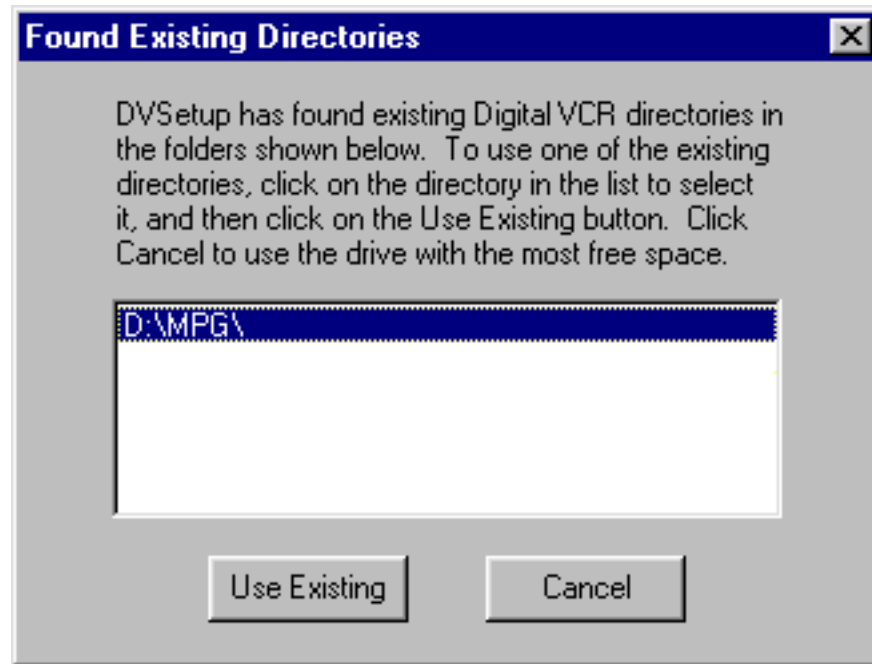 Found Existing Directories
DVSetup has found existing Digital VCR directories in
the folders shown below.  To use one of the existing
directories, click on the directory in the list to select
it, and then click on the Use Existing button.  Click
Cancel to use the drive with the most free space.
D:\MPG\
Use Existing
Cancel